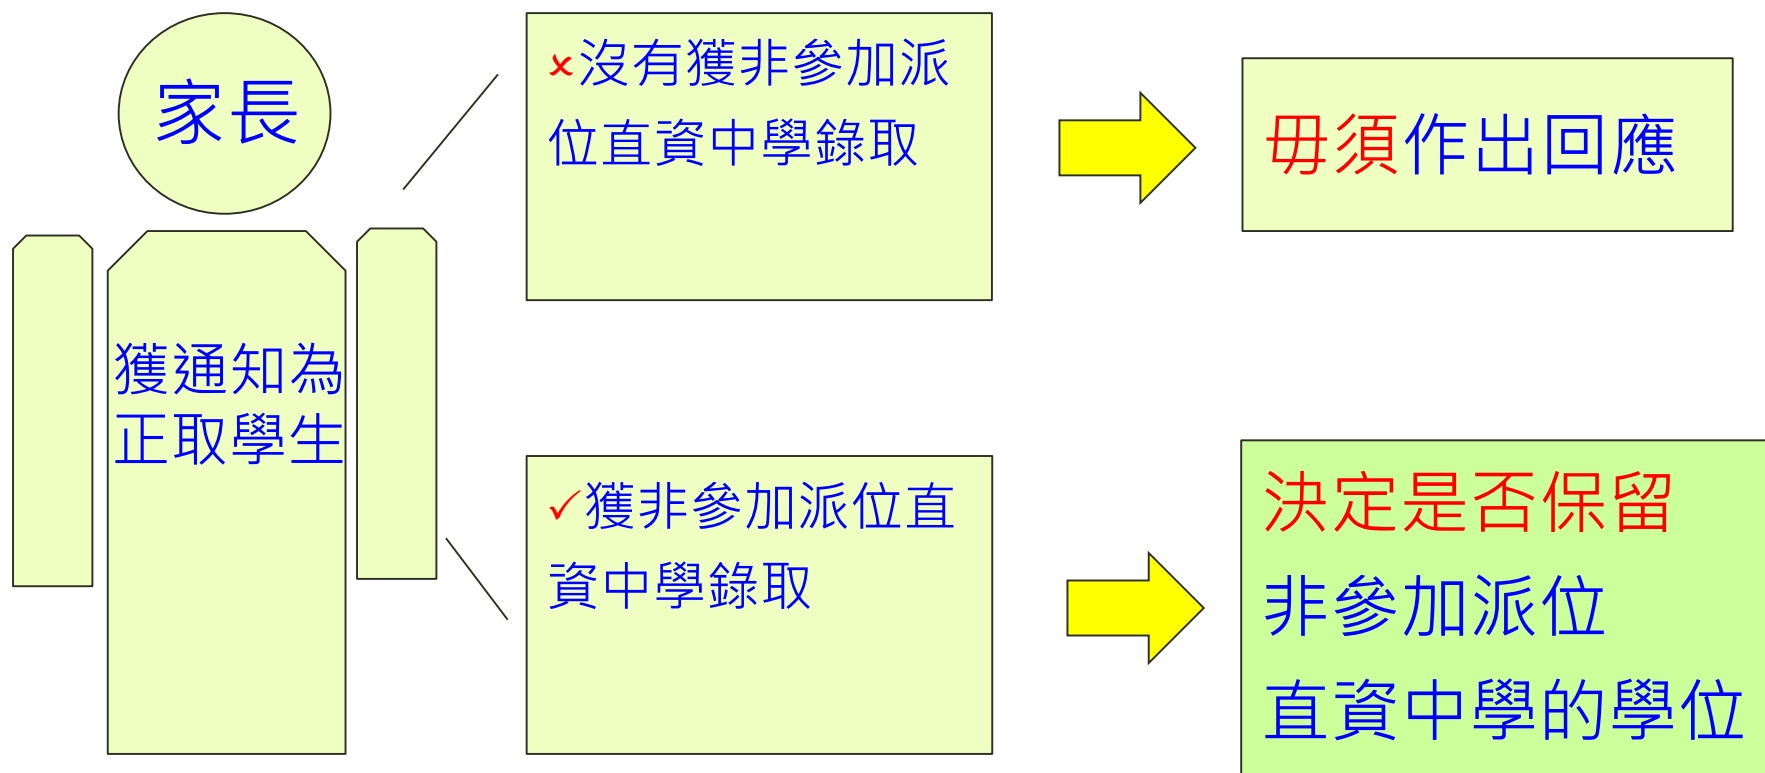 家長
獲通知為
正取學生
✘沒有獲非參加派
位直資中學錄取
毋須作出回應
✓獲非參加派位直
資中學錄取
決定是否保留
非參加派位
直資中學的學位